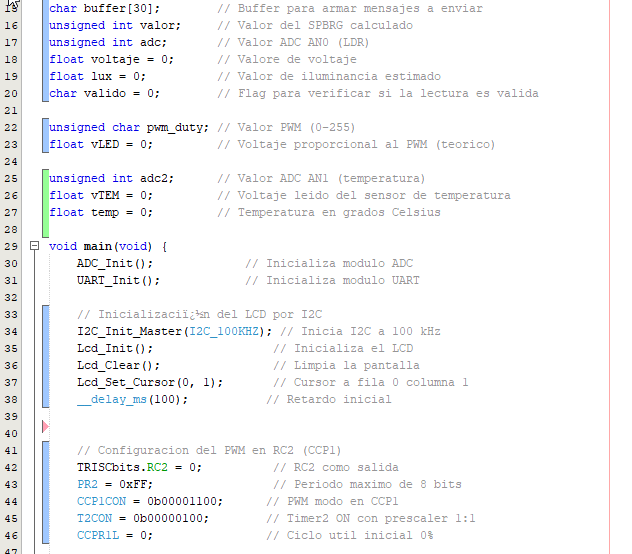 15 char buffer[30]; // Buffer para armar mensajes a enviar
16 unsigned int valor; // Valor del SPBRG calculado
17 unsigned int adc; // Valor ADC AN0 (LDR)
18 float voltaje = 0; // Valore de voltaje
19 float lux = 0; // Valor de iluminancia estimado
20 char valido = 0; // Flag para verificar si la lectura es valida
21
22 unsigned char pwm_duty; // Valor PWM (0-255)
23 float vLED = 0; // Voltaje proporcional al PWM (teorico)
24
25 unsigned int adc2; // Valor ADC AN1 (temperatura)
26 float vTEM = 0; // Voltaje leido del sensor de temperatura
27 float temp = 0; // Temperatura en grados Celsius
28
29 void main(void) {
30 ADC_Init(); // Inicializa modulo ADC
31 UART_Init(); // Inicializa modulo UART
32
33 // Inicializaciï¿½n del LCD por I2C
34 I2C_Init_Master(I2C_100KHZ); // Inicia I2C a 100 kHz
35 Lcd_Init(); // Inicializa el LCD
36 Lcd_Clear(); // Limpia la pantalla
37 Lcd_Set_Cursor(0, 1); // Cursor a fila 0 columna 1
38 __delay_ms(100); // Retardo inicial
39
40
41 // Configuracion del PWM en RC2 (CCP1)
42 TRISCbits.RC2 = 0; // RC2 como salida
43 PR2 = 0xFF; // Periodo maximo de 8 bits
44 CCP1CON = 0b00001100; // PWM modo en CCP1
45 T2CON = 0b00000100; // Timer2 ON con prescaler 1:1
46 CCPR1L = 0; // Ciclo util inicial 0%